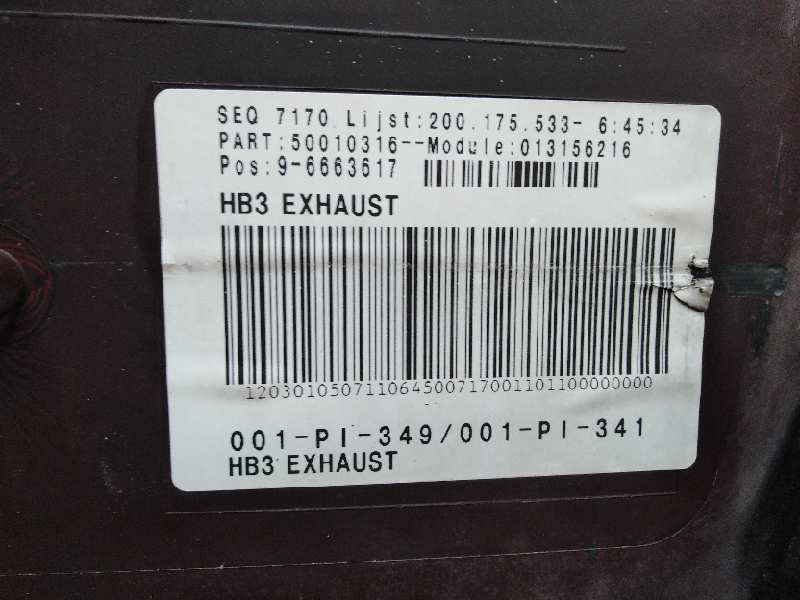 SEQ 7170 Lijst:200.175.533- 6:45:34
PART:50010316--Module:013156216
Pos:9-6663617
HB3 EXHAUST
12030105071106450071700110110000000
001-PI-349/001-PI-341
HB3 EXHAUST